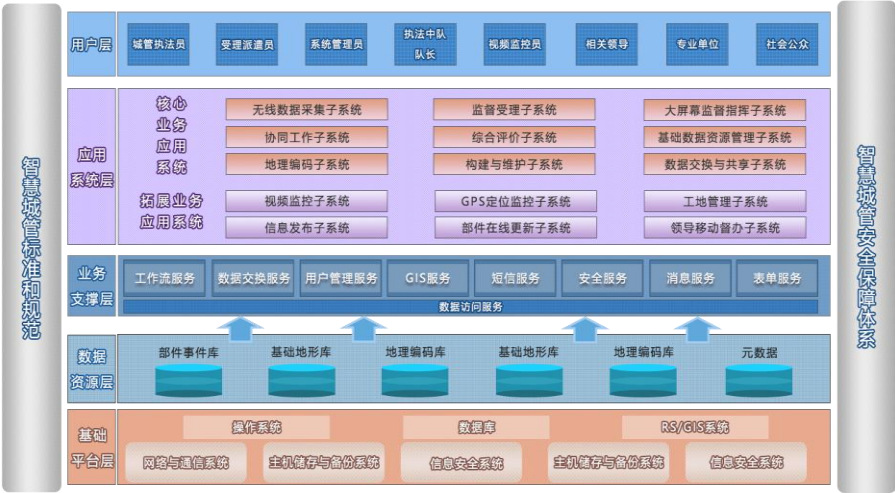 智慧城管标准和规范
用户层
城管执法员
受理派遣员
系统管理员
执法中队
队长
视频监控员
相关领导
专业单位
社会公众
应用
系统层
核心
业务
应用
系统
无线数据采集子系统
监督受理子系统
大屏幕监督指挥子系统
协同工作子系统
综合评价子系统
基础数据资源管理子系统
地理编码子系统
构建与维护子系统
数据交换与共享子系统
拓展业务
应用系统
视频监控子系统
GPS定位监控子系统
工地管理子系统
信息发布子系统
部件在线更新子系统
领导移动督办子系统
业务
支撑层
工作流服务
数据交换服务
用户管理服务
GIS服务
短信服务
安全服务
消息服务
表单服务
数据访问服务
数据
资源层
部件事件库
基础地形库
地理编码库
基础地形库
地理编码库
元数据
基础
平台层
操作系统
数据库
RS/GIS系统
网络与通信系统
主机储存与备份系统
信息安全系统
主机储存与备份系统
信息安全系统
智慧城管安全保障体系